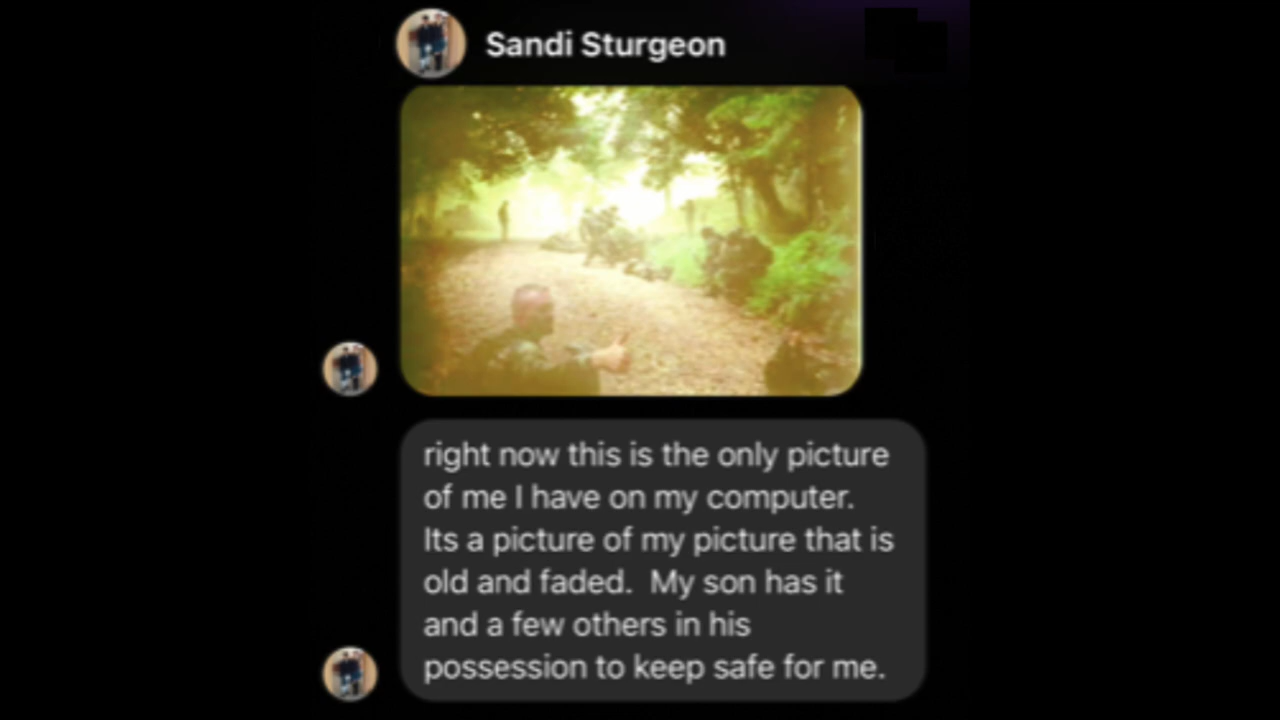 Sandi Sturgeon
right now this is the only picture
of me I have on my computer.
Its a picture of my picture that is
old and faded.  My son has it
and a few others in his
possession to keep safe for me.